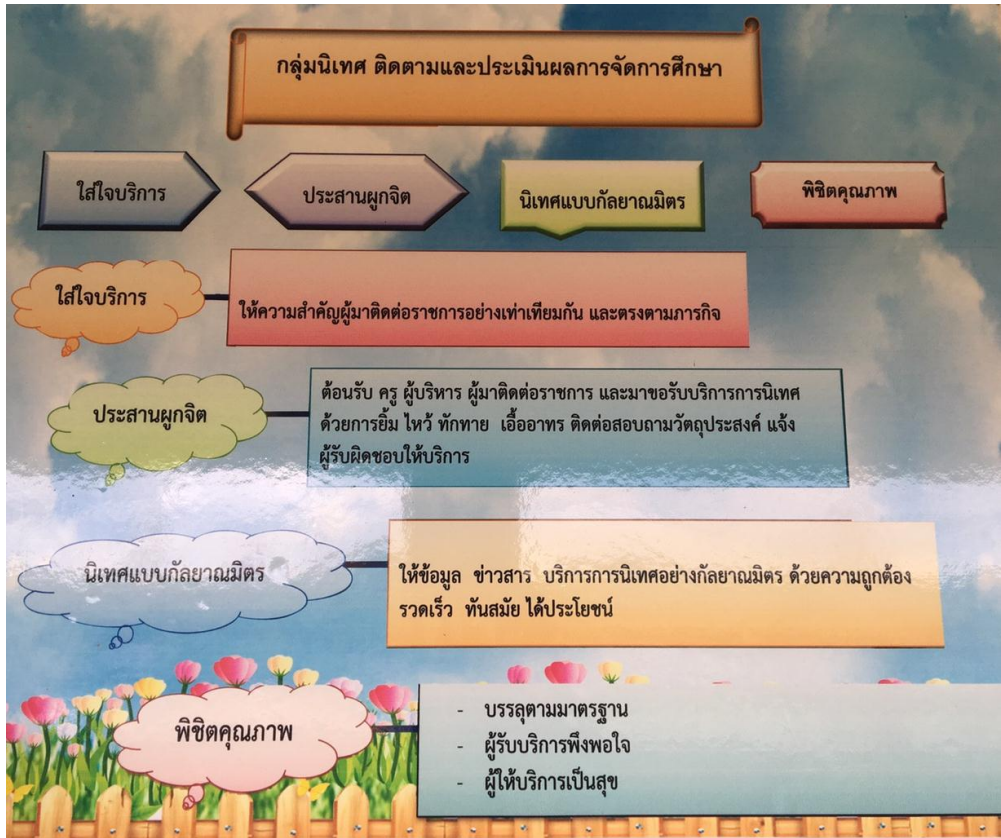 กลุ่มนิเทศ ติดตามและประเมินผลการจัดการศึกษา
ใส่ใจบริการ
ประสานผูกจิต
นิเทศแบบกัลยาณมิตร
พิชิตคุณภาพ
ใส่ใจบริการ
ให้ความสำคัญผู้มาติดต่อราชการอย่างเท่าเทียมกัน และตรงตามภารกิจ
ประสานผูกจิต
ต้อนรับ ครู ผู้บริหาร ผู้มาติดต่อราชการ และมาขอรับบริการการนิเทศ
ด้วยการยิ้ม ไหว้ ทักทาย เอื้ออาทร ติดต่อสอบถามวัตถุประสงค์ แจ้ง
ผู้รับผิดชอบให้บริการ
นิเทศแบบกัลยาณมิตร
ให้ข้อมูล ข่าวสาร บริการการนิเทศอย่างกัลยาณมิตร ด้วยความถูกต้อง
รวดเร็ว ทันสมัย ได้ประโยชน์
พิชิตคุณภาพ
- บรรลุตามมาตรฐาน
- ผู้รับบริการพึงพอใจ
- ผู้ให้บริการเป็นสุข